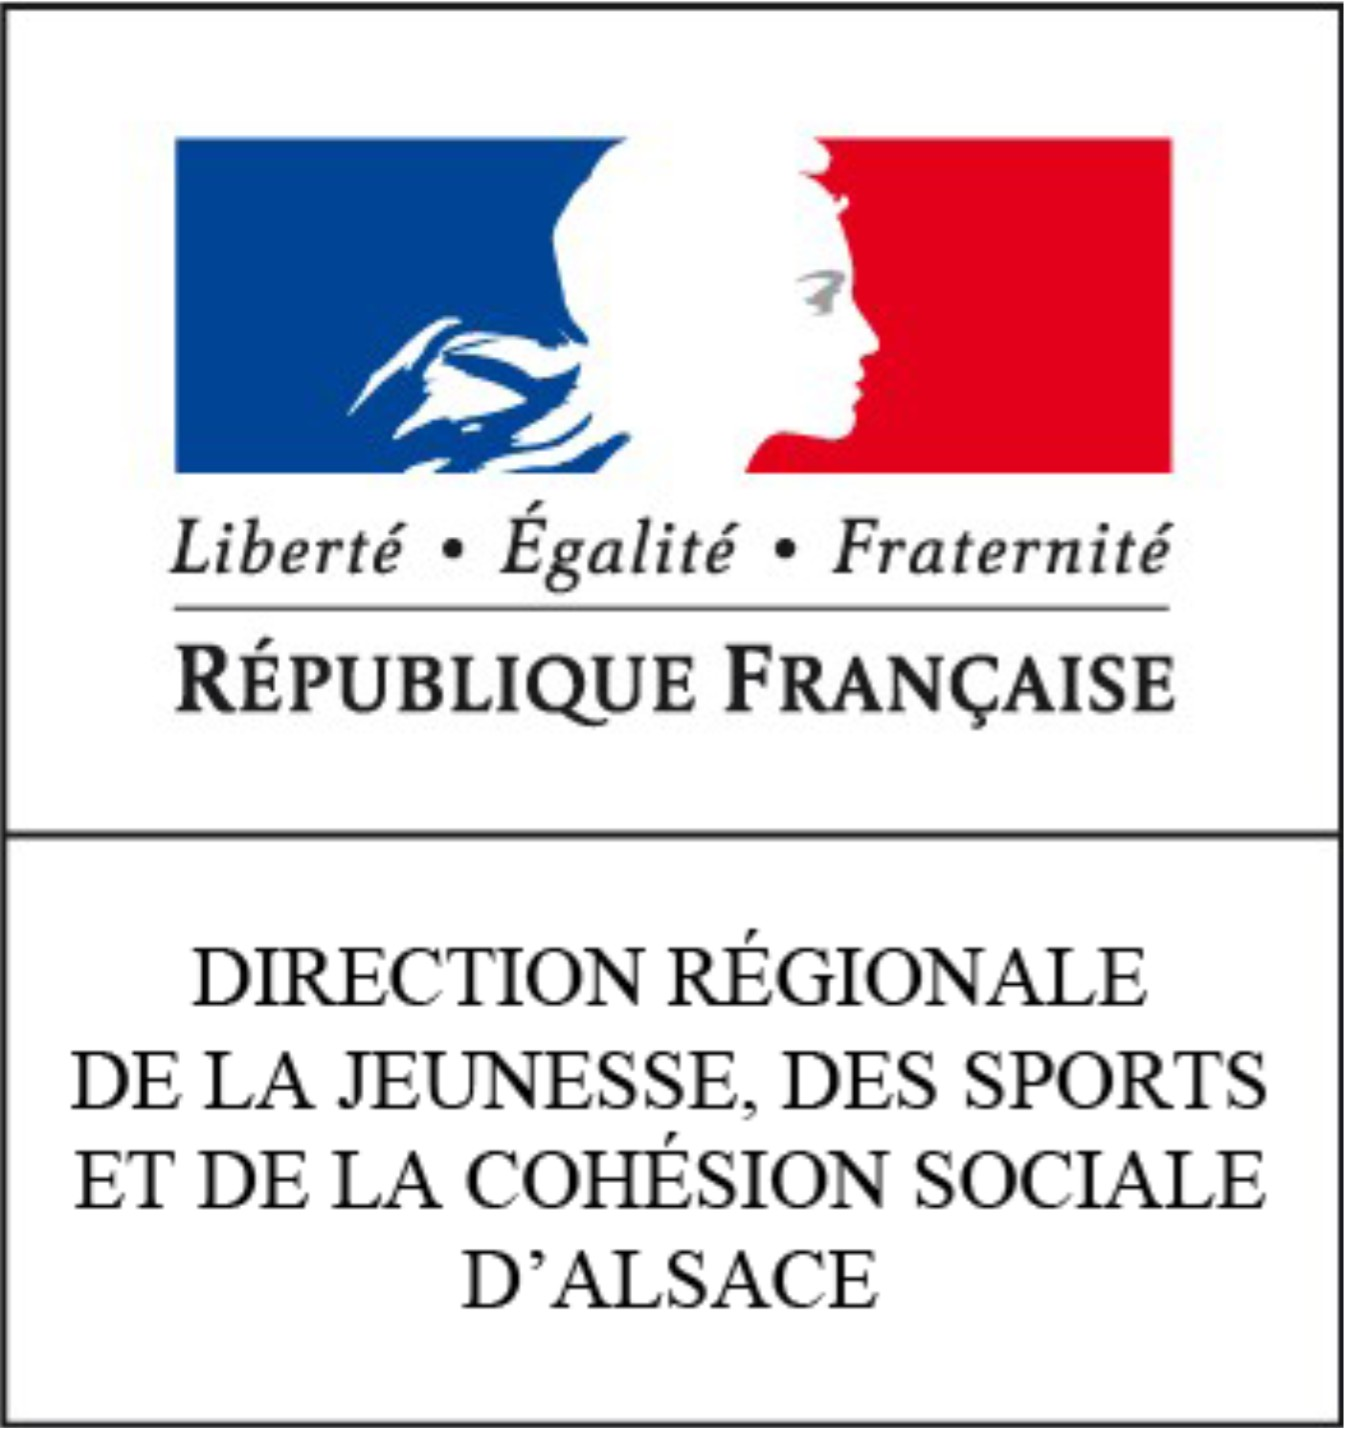 Liberté • Égalité • Fraternité
RÉPUBLIQUE FRANÇAISE
DIRECTION RÉGIONALE
DE LA JEUNESSE, DES SPORTS
ET DE LA COHÉSION SOCIALE
D’ALSACE